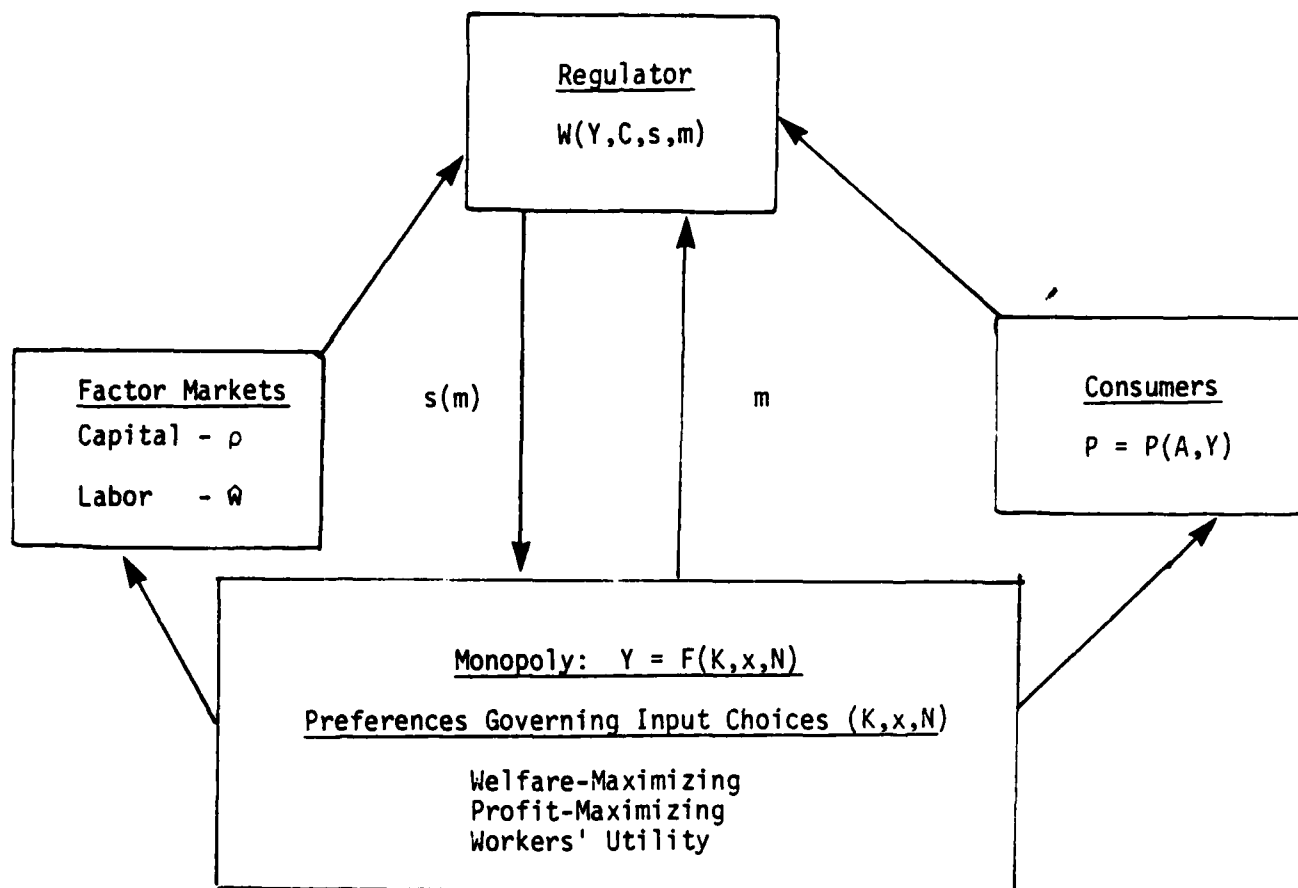 Regulator
W(Y,C,s,m)
Factor Markets
Capital - ρ
Labor - ŵ
s(m)
m
Consumers
P = P(A,Y)
Monopoly: Y = F(K,x,N)
Preferences Governing Input Choices (K,x,N)
Welfare-Maximizing
Profit-Maximizing
Workers' Utility